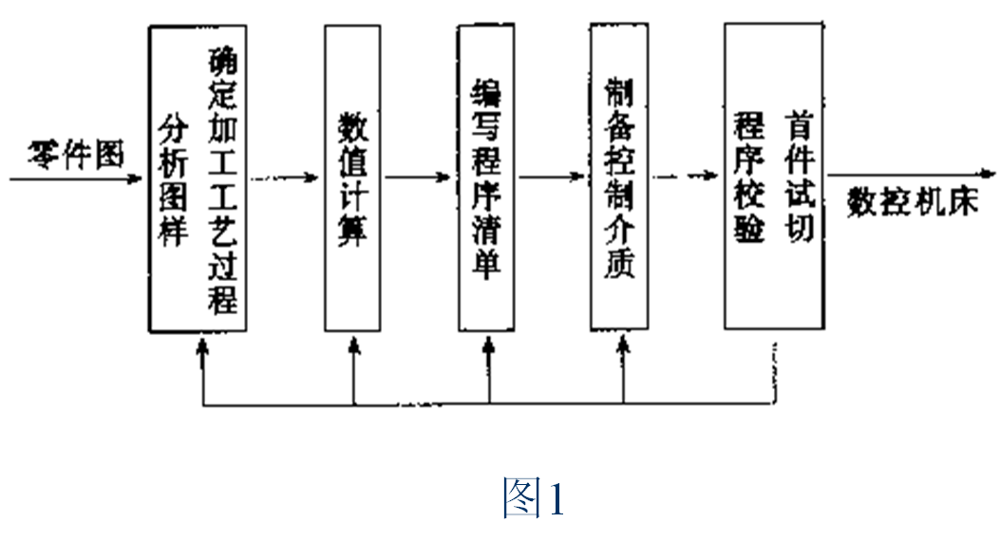 零件图
分析图样
确定加工工艺过程
数值计算
编写程序清单
制备控制介质
程序校验
首件试切
数控机床
图1